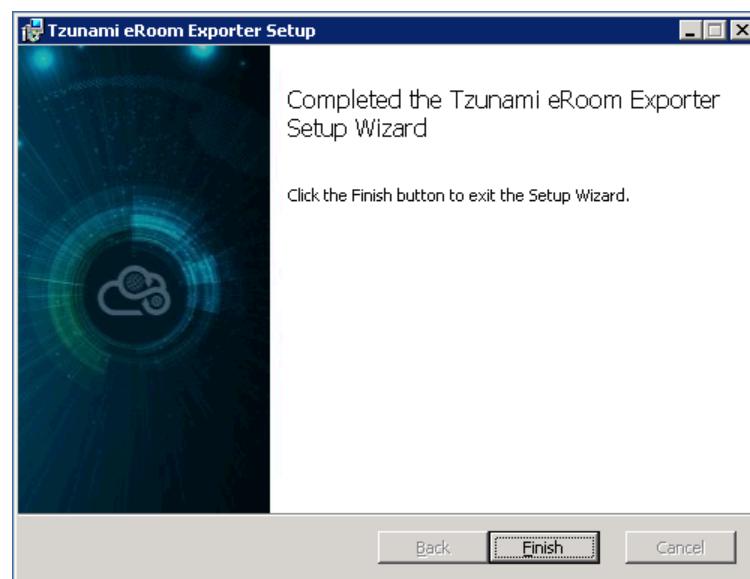 Tzunami eRoom Exporter Setup
Completed the Tzunami eRoom Exporter
Setup Wizard
Click the Finish button to exit the Setup Wizard.
Back
Finish
Cancel